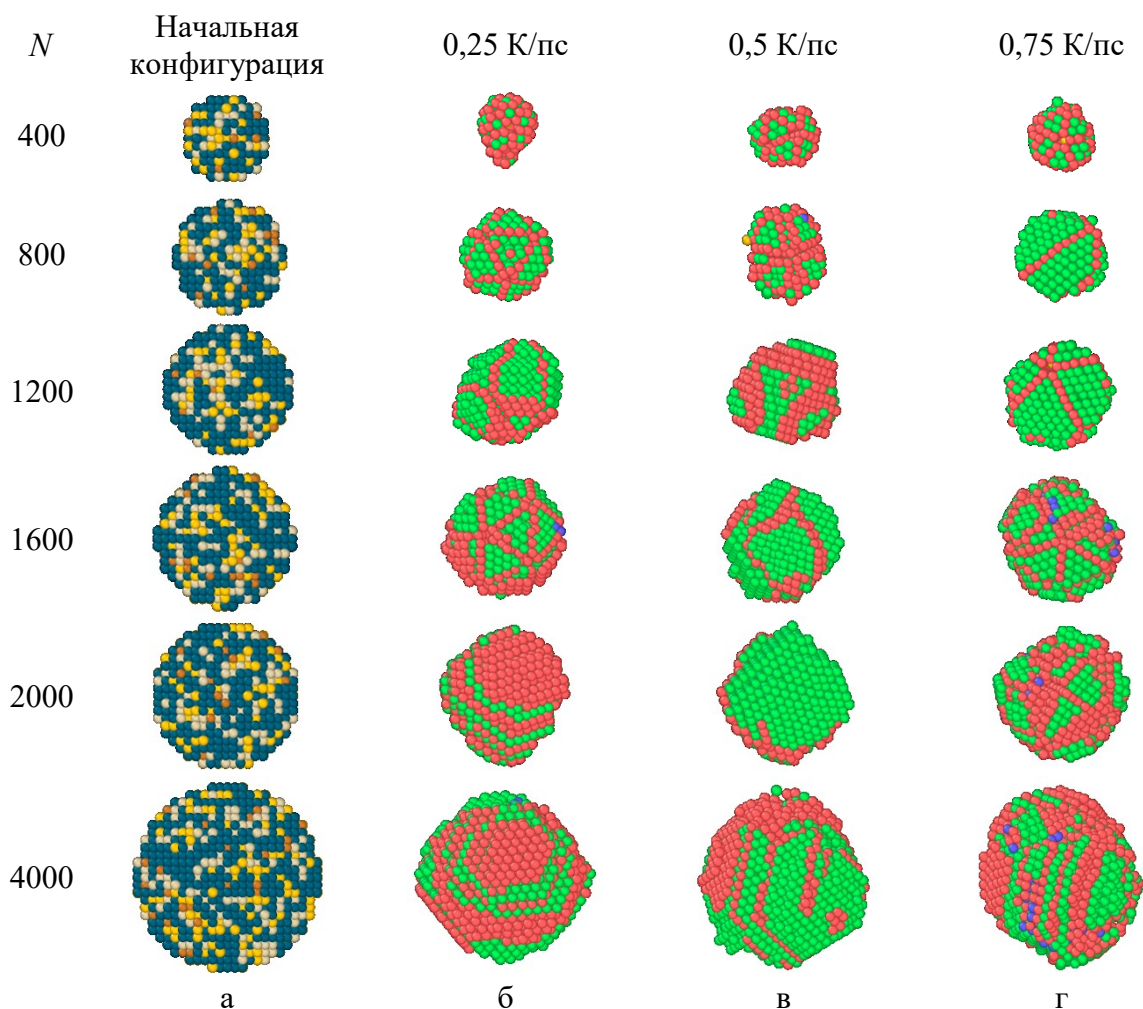 N
Начальная
конфигурация
0,25 К/пс
0,5 К/пс
0,75 К/пс
400
800
1200
1600
2000
4000
а
б
в
г